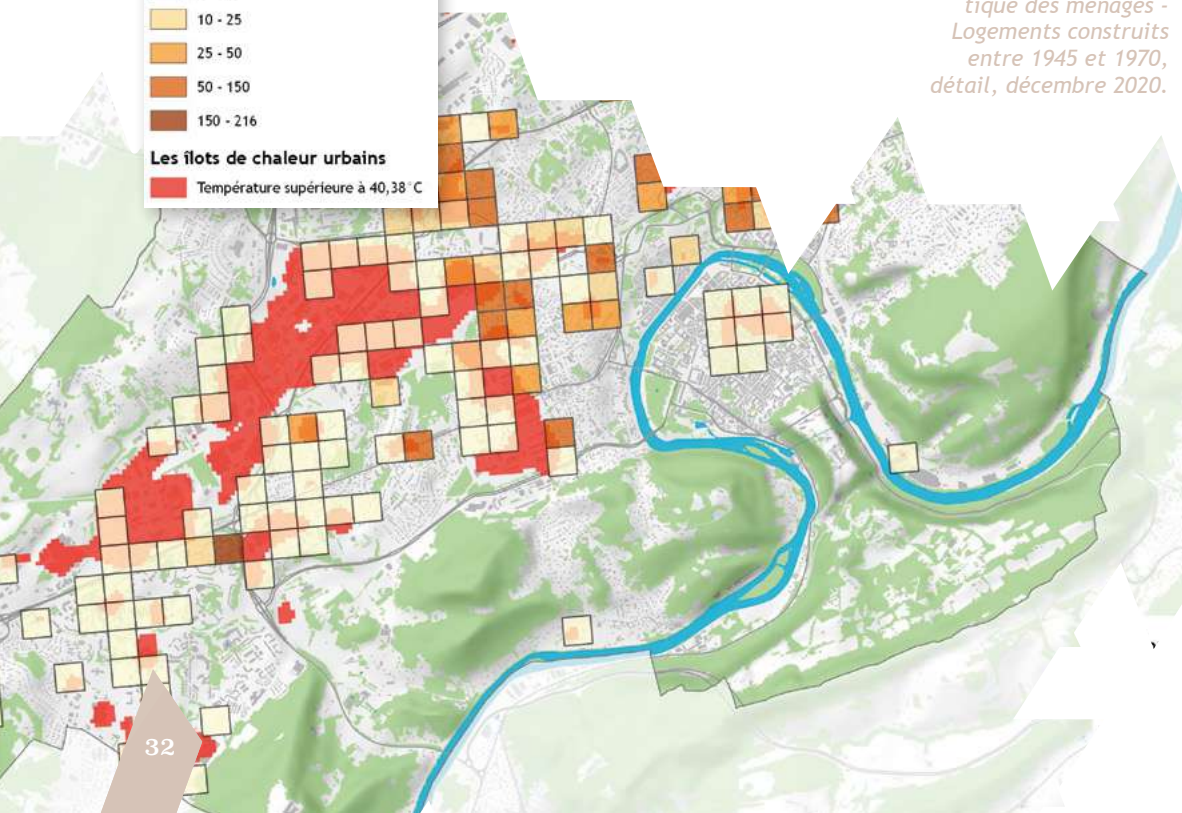 10 - 25
25 - 50
50 - 150
150 - 216
Les îlots de chaleur urbains
Température supérieure à 40,38°C
tique des ménages -
Logements construits
entre 1945 et 1970,
détail, décembre 2020.
,
32